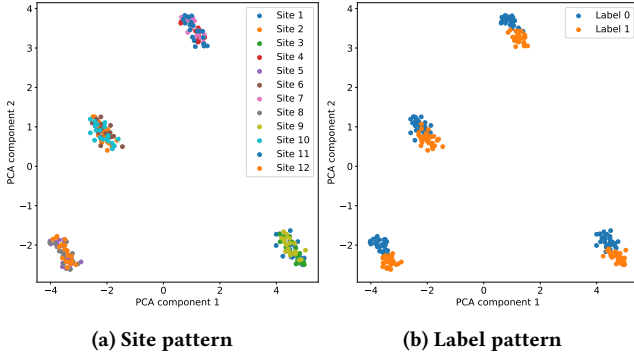 4
3
2
1
0
−1
−2
−4
−2
0
2
4
PCA component 2
PCA component 1
Site 1
Site 2
Site 3
Site 4
Site 5
Site 6
Site 7
Site 8
Site 9
Site 10
Site 11
Site 12
(a) Site pattern
4
3
2
1
0
−1
−2
−4
−2
0
2
4
PCA component 2
PCA component 1
Label 0
Label 1
(b) Label pattern